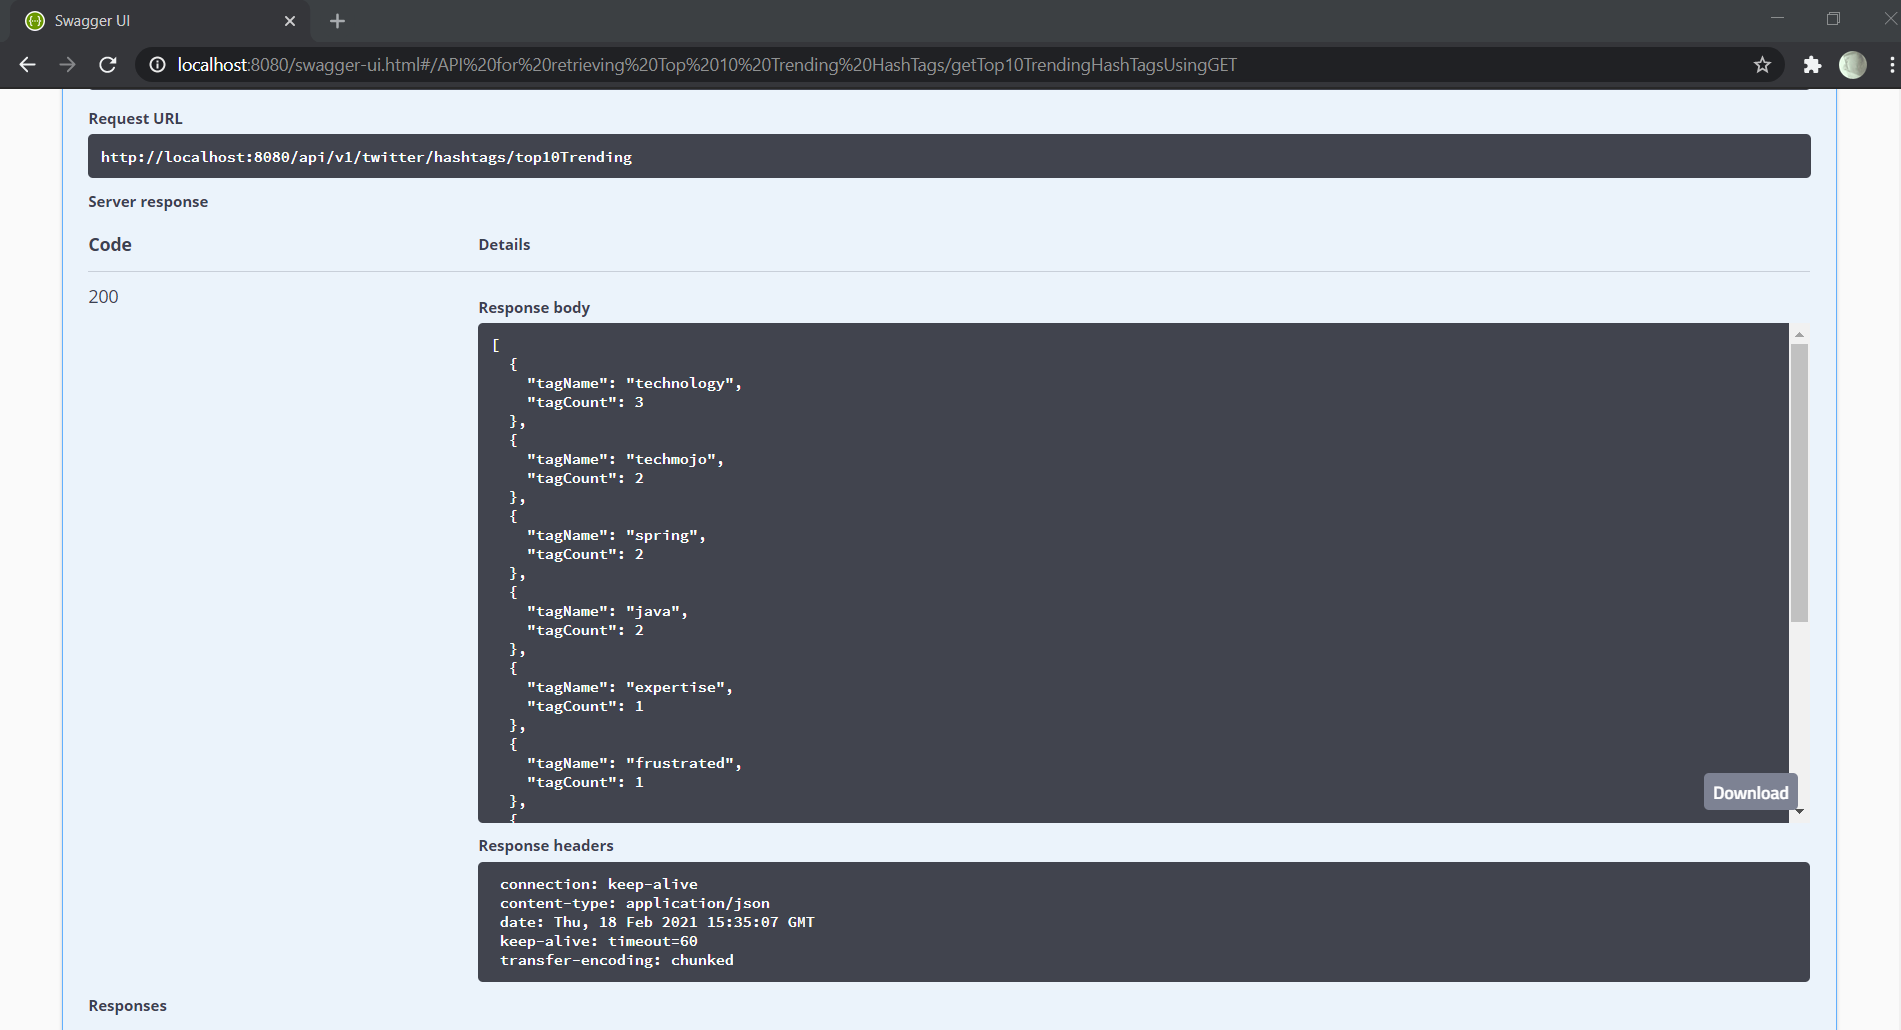 Swagger UI
localhost:8080/swagger-ui.html#/API%20for%20retrieving%20Top%2010%20Trending%20HashTags/getTop10TrendingHashTagsUsingGET
Request URL
http://localhost:8080/api/v1/twitter/hashtags/top10Trending
Server response
Code Details
200
Response body
[
  {
    "tagName": "technology",
    "tagCount": 3
  },
  {
    "tagName": "techmojo",
    "tagCount": 2
  },
  {
    "tagName": "spring",
    "tagCount": 2
  },
  {
    "tagName": "java",
    "tagCount": 2
  },
  {
    "tagName": "expertise",
    "tagCount": 1
  },
  {
    "tagName": "frustrated",
    "tagCount": 1
  },
  {
Download
Response headers
connection: keep-alive
content-type: application/json
date: Thu, 18 Feb 2021 15:35:07 GMT
keep-alive: timeout=60
transfer-encoding: chunked
Responses